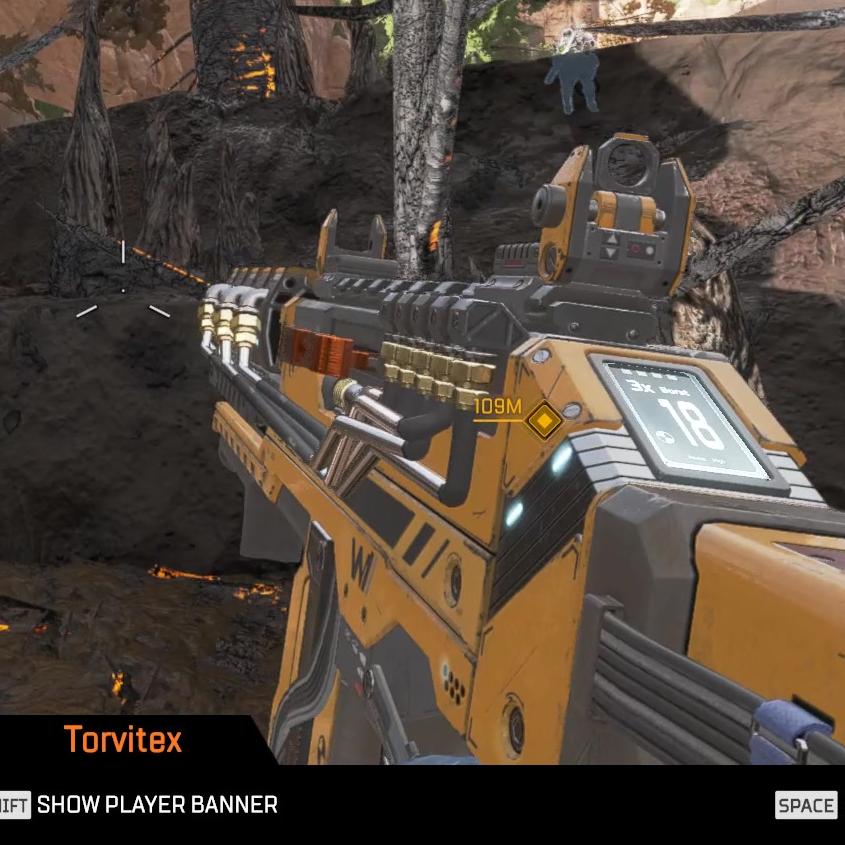 109M
3x Burst
18
W/
Torvitex
IFT SHOW PLAYER BANNER
SPACE